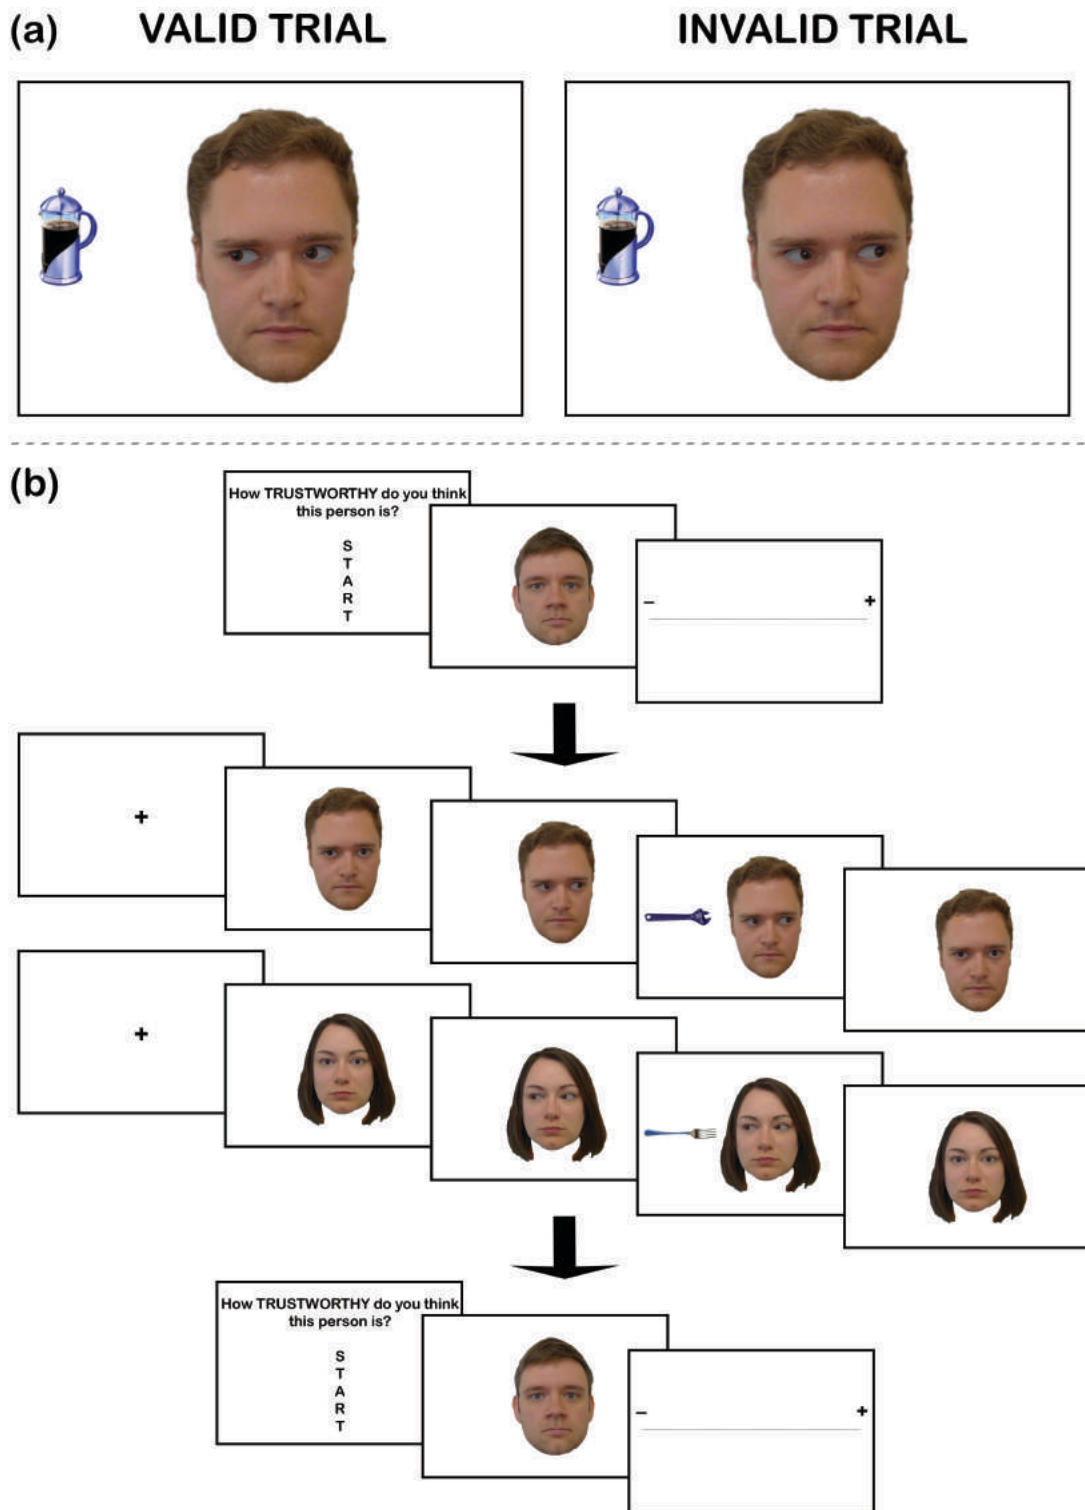 (a)
VALID TRIAL
INVALID TRIAL
(b)
How TRUSTWORTHY do you think
this person is?
S
T
A
R
T
–
+
+
+
How TRUSTWORTHY do you think
this person is?
S
T
A
R
T
–
+